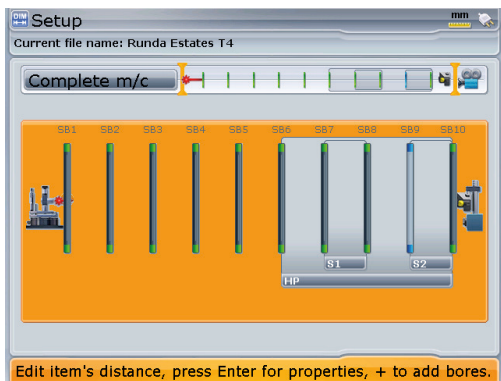 DIM
Setup
mm
Current file name: Runda Estates T4
Complete m/c
SB1 SB2 SB3 SB4 SB5 SB6 SB7 SB8 SB9 SB10
S1 S2
HP
Edit item's distance, press Enter for properties, + to add bores.